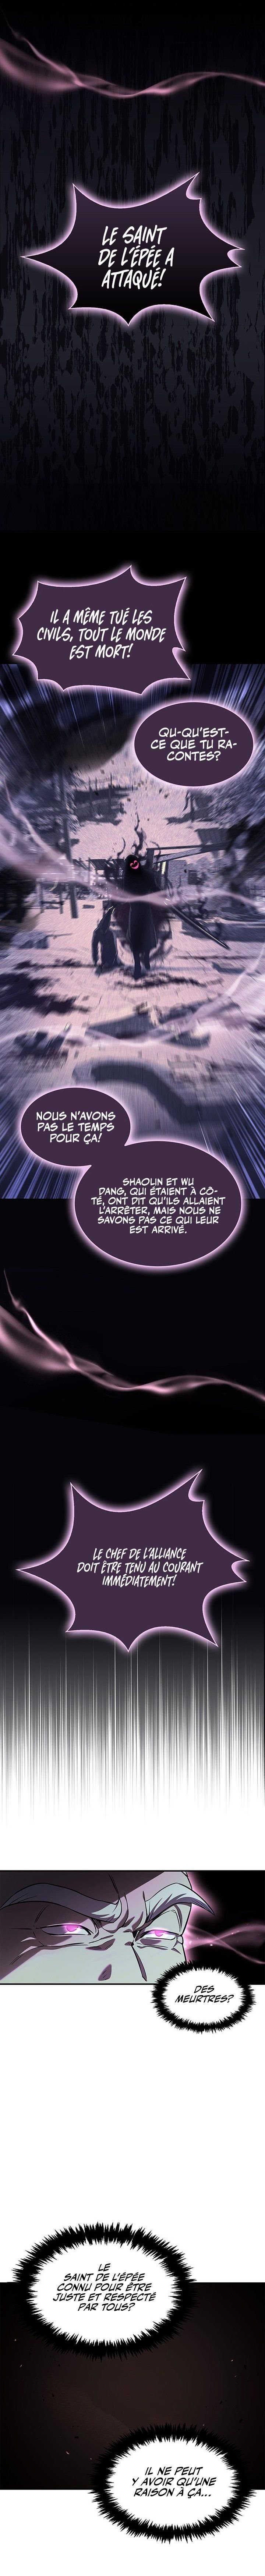 LE SAINT
DE L'ÉPÉE A
ATTAQUÉ!
IL A MÊME TUÉ LES
CIVILS, TOUT LE MONDE
EST MORT!
QU-QU'EST-
CE QUE TU RA-
CONTES?
NOUS N'AVONS
PAS LE TEMPS
POUR ÇA!
SHAOLIN ET WU
DANG, QUI ÉTAIENT À CÔ-
TÉ, ONT DIT QU'ILS ALLAIENT
L'ARRÊTER, MAIS NOUS NE
SAVONS PAS CE QUI LEUR
EST ARRIVÉ.
LE CHEF DE L'ALLIANCE
DOIT ÊTRE TENU AU COURANT
IMMÉDIATEMENT!
DES
MEURTRES?
LE
SAINT DE L'ÉPÉE
CONNU POUR ÊTRE
JUSTE ET RESPECTÉ
PAR TOUS?
IL NE PEUT
Y AVOIR QU'UNE
RAISON À ÇA...